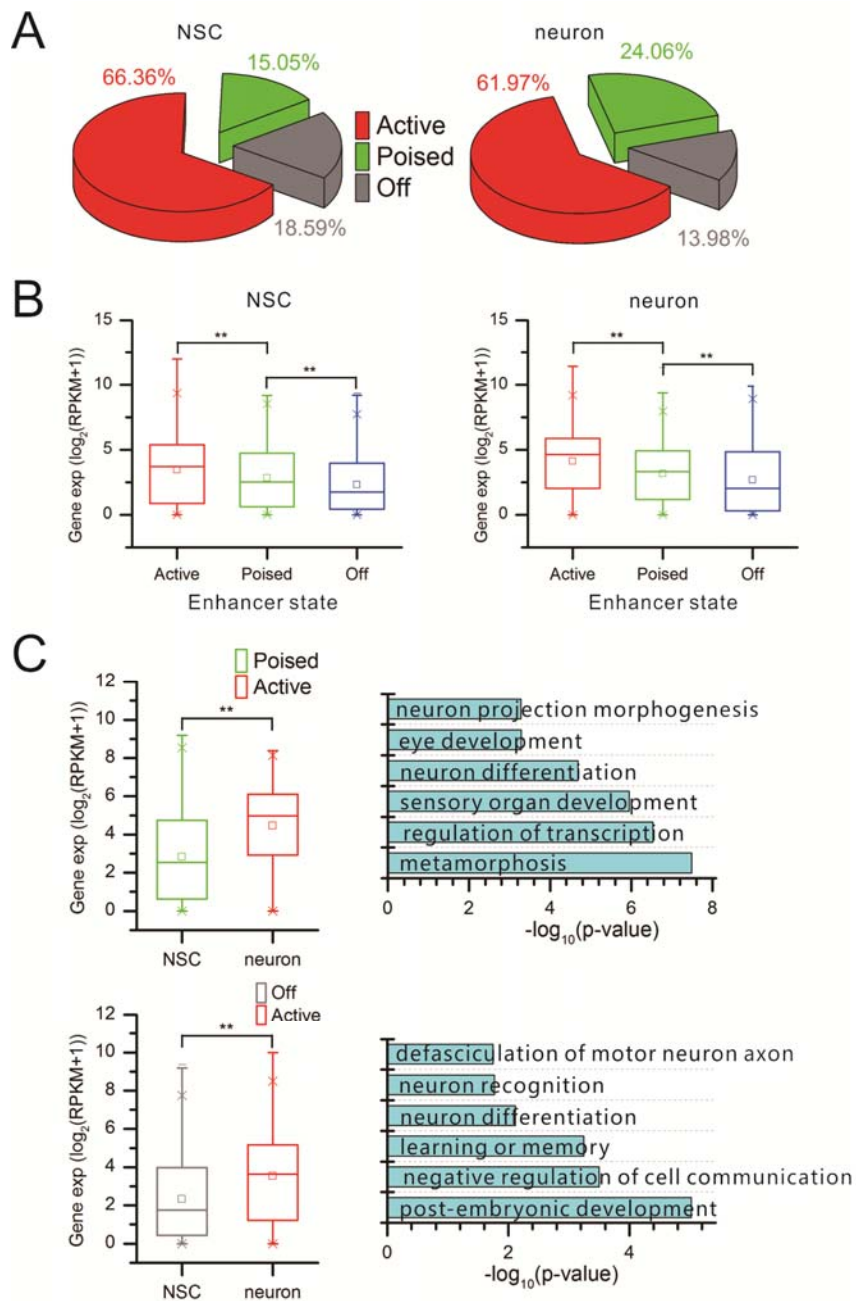 A
NSC
neuron
66.36%
15.05%
18.59%
Active
Poised
Off
61.97%
24.06%
13.98%
B
NSC
neuron
Gene exp (log2(RPKM+1))
15
10
5
0
**
**
Active
Poised
Off
Enhancer state
Gene exp (log2(RPKM+1))
15
10
5
0
**
**
Active
Poised
Off
Enhancer state
C
Poised
Active
Gene exp (log2(RPKM+1))
12
10
8
6
4
2
0
**
NSC
neuron
neuron projection morphogenesis
eye development
neuron differentiation
sensory organ development
regulation of transcription
metamorphosis
0 2 4 6 8
-log10(p-value)
Off
Active
Gene exp (log2(RPKM+1))
12
10
8
6
4
2
0
**
NSC
neuron
defasciculation of motor neuron axon
neuron recognition
neuron differentiation
learning or memory
negative regulation of cell communication
post-embryonic development
0 2 4
-log10(p-value)